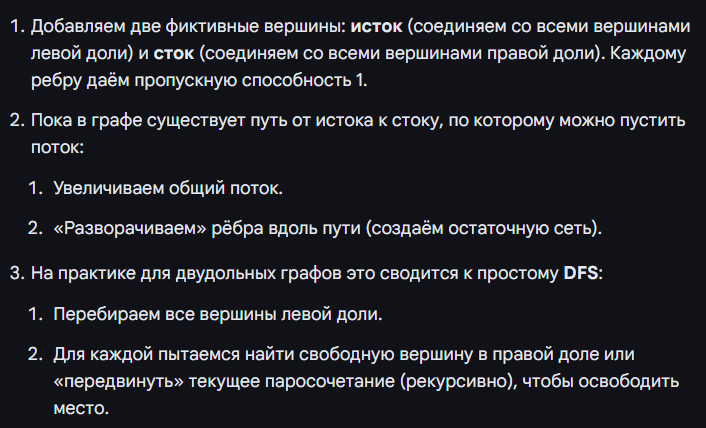 1. Добавляем две фиктивные вершины: исток (соединяем со всеми вершинами
левой доли) и сток (соединяем со всеми вершинами правой доли). Каждому
ребру даём пропускную способность 1.
2. Пока в графе существует путь от истока к стоку, по которому можно пустить
поток:
1. Увеличиваем общий поток.
2. «Разворачиваем» рёбра вдоль пути (создаём остаточную сеть).
3. На практике для двудольных графов это сводится к простому DFS:
1. Перебираем все вершины левой доли.
2. Для каждой пытаемся найти свободную вершину в правой доле или
«передвинуть» текущее паросочетание (рекурсивно), чтобы освободить
место.